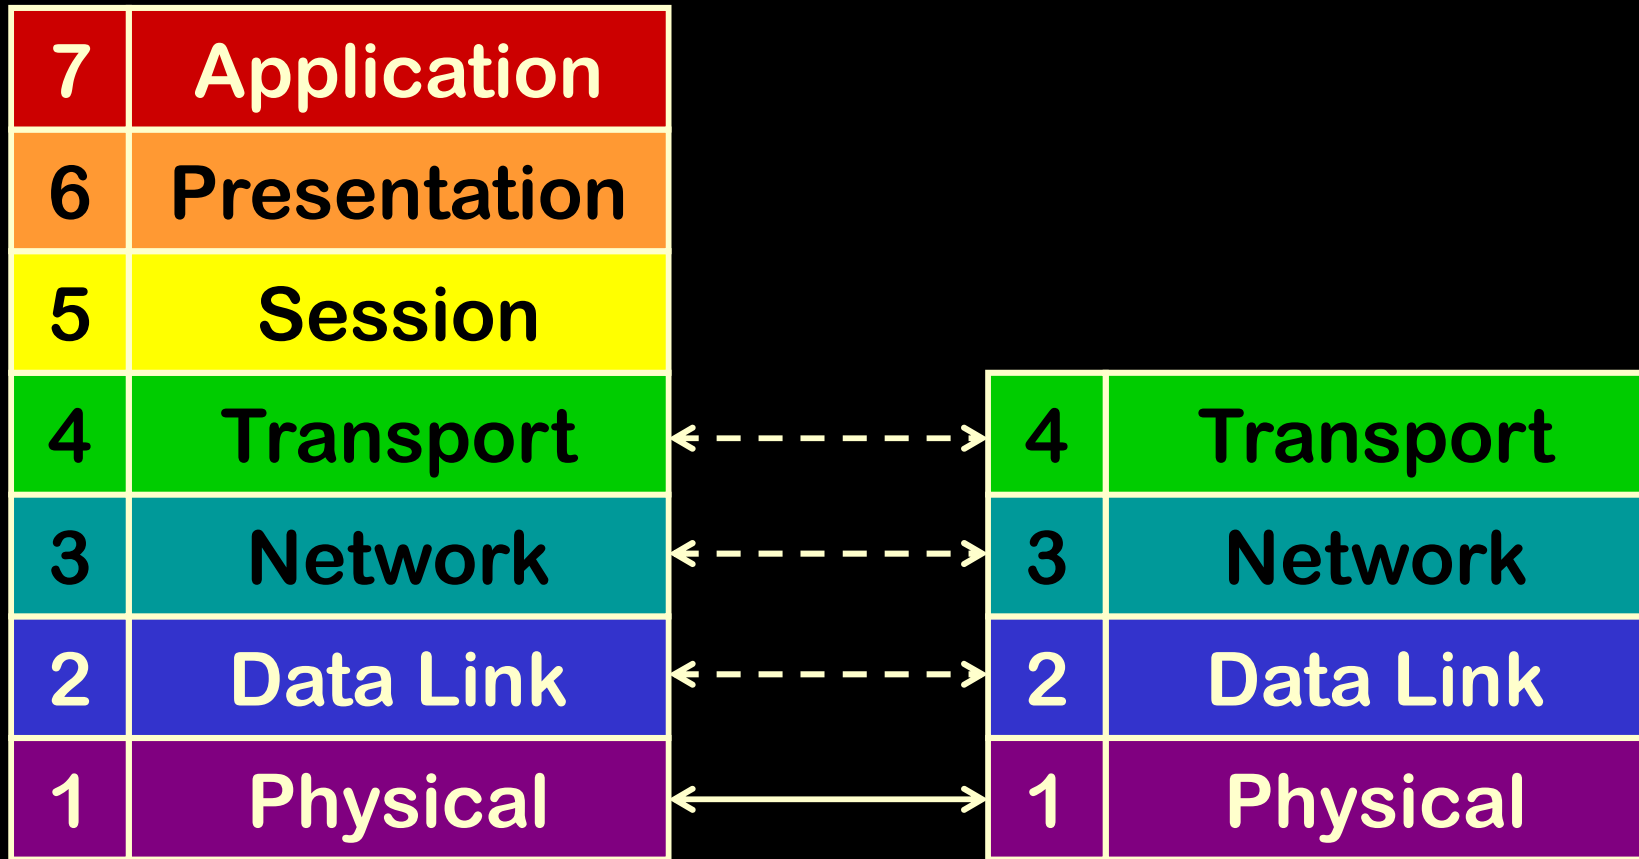 7 Application
6 Presentation
5 Session
4 Transport 4 Transport
3 Network 3 Network
2 Data Link 2 Data Link
1 Physical 1 Physical